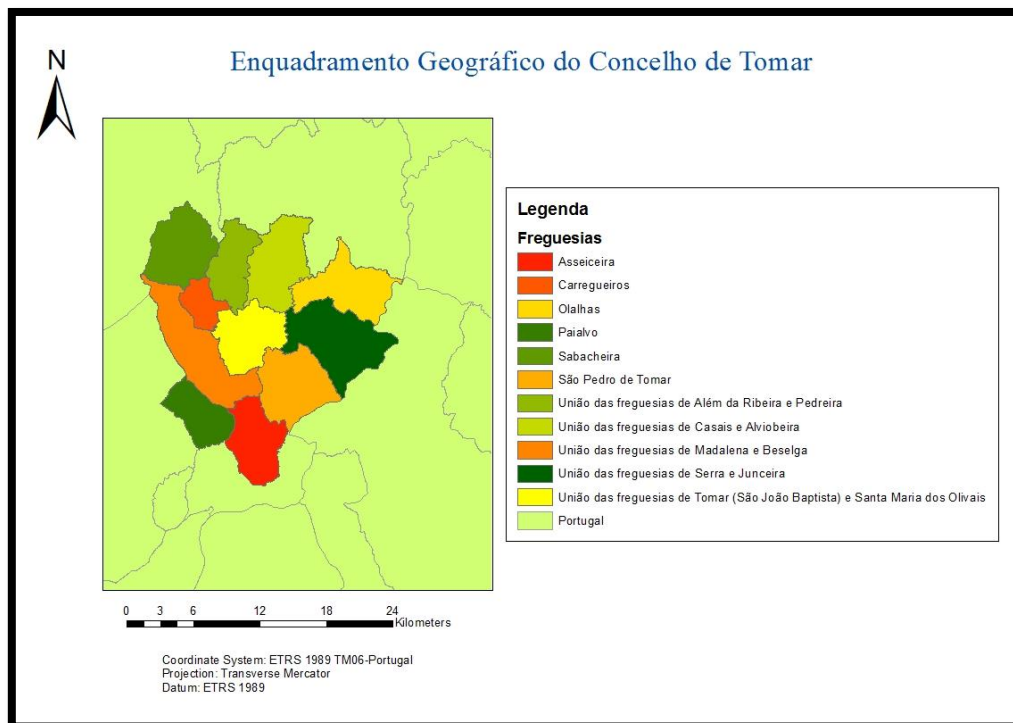 N
Enquadramento Geográfico do Concelho de Tomar
Legenda
Freguesias
Asseiceira
Carregueiros
Olalhas
Paialvo
Sabacheira
São Pedro de Tomar
União das freguesias de Além da Ribeira e Pedreira
União das freguesias de Casais e Alviobeira
União das freguesias de Madalena e Beselga
União das freguesias de Serra e Junceira
União das freguesias de Tomar (São João Baptista) e Santa Maria dos Olivais
Portugal
0 3 6 12 18 24
Kilometers
Coordinate System: ETRS 1989 TM06-Portugal
Projection: Transverse Mercator
Datum: ETRS 1989